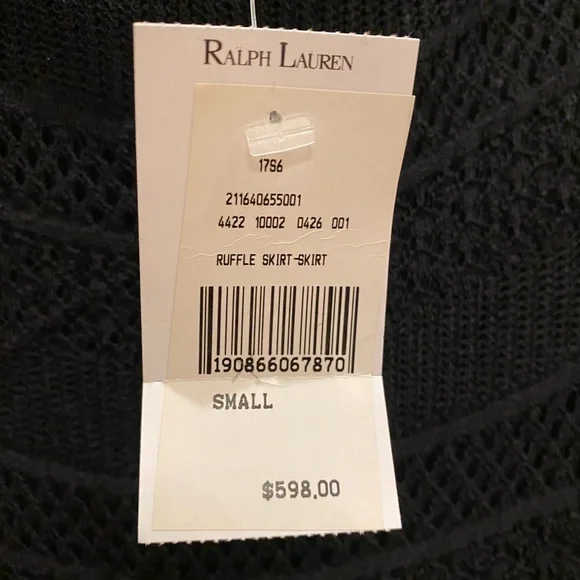 RALPH LAUREN
17S6
211640655001
4422 10002 0426 001
RUFFLE SKIRT-SKIRT
190866067870
SMALL
$598.00